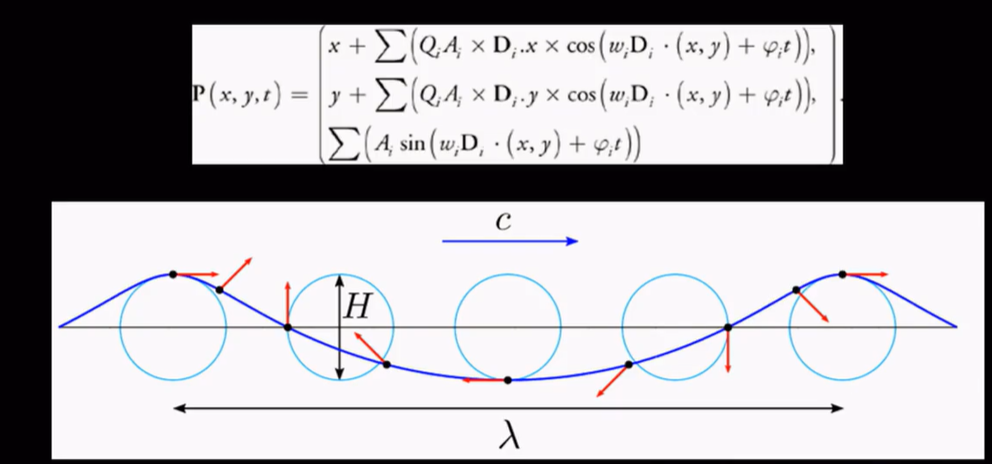 P(x, y, t) =
x + ∑(QᵢAᵢ × Dᵢ.x × cos(wᵢDᵢ · (x, y) + φᵢt)),
y + ∑(QᵢAᵢ × Dᵢ.y × cos(wᵢDᵢ · (x, y) + φᵢt)),
∑(Aᵢ sin(wᵢDᵢ · (x, y) + φᵢt))
.
c
H
λ